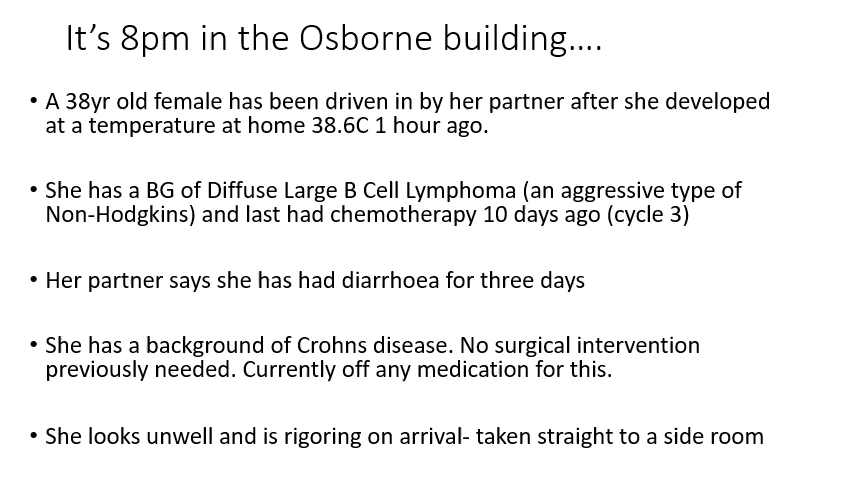 It’s 8pm in the Osborne building….
• A 38yr old female has been driven in by her partner after she developed
at a temperature at home 38.6C 1 hour ago.
• She has a BG of Diffuse Large B Cell Lymphoma (an aggressive type of
Non-Hodgkins) and last had chemotherapy 10 days ago (cycle 3)
• Her partner says she has had diarrhoea for three days
• She has a background of Crohns disease. No surgical intervention
previously needed. Currently off any medication for this.
• She looks unwell and is rigoring on arrival- taken straight to a side room